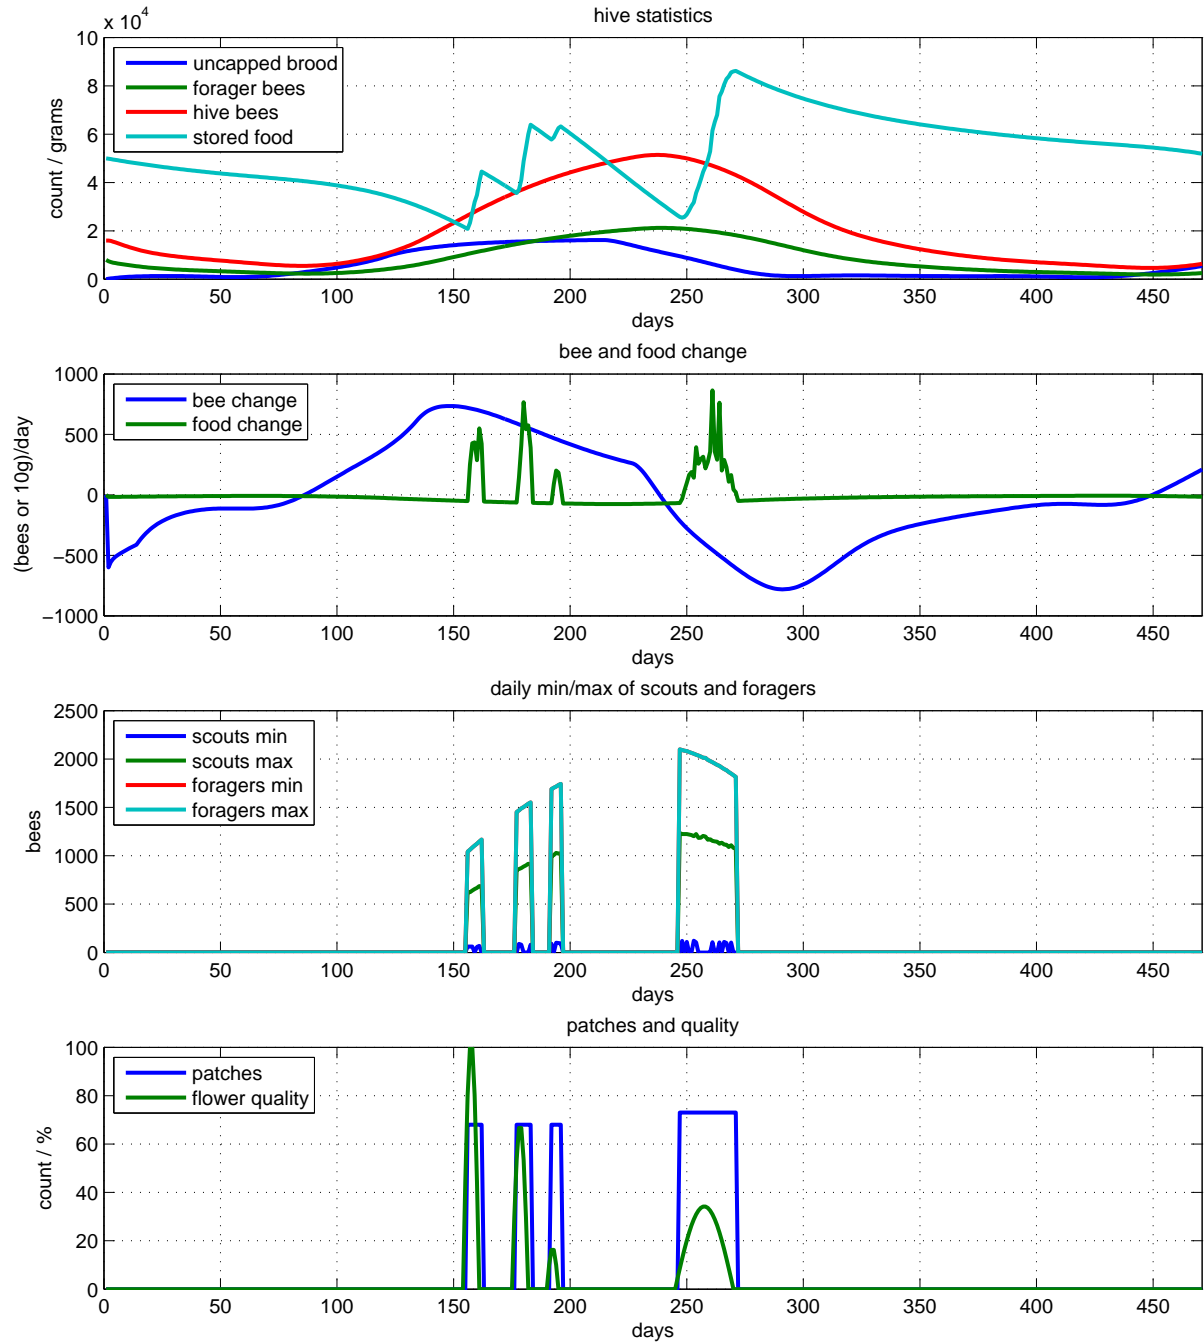 hive statistics
x 10^4
10
8
6
4
2
0
count / grams
uncapped brood
forager bees
hive bees
stored food
0 50 100 150 200 250 300 350 400 450
days
bee and food change
1000
500
0
−500
−1000
(bees or 10g)/day
bee change
food change
0 50 100 150 200 250 300 350 400 450
days
daily min/max of scouts and foragers
2500
2000
1500
1000
500
0
bees
scouts min
scouts max
foragers min
foragers max
0 50 100 150 200 250 300 350 400 450
days
patches and quality
100
80
60
40
20
0
count / %
patches
flower quality
0 50 100 150 200 250 300 350 400 450
days